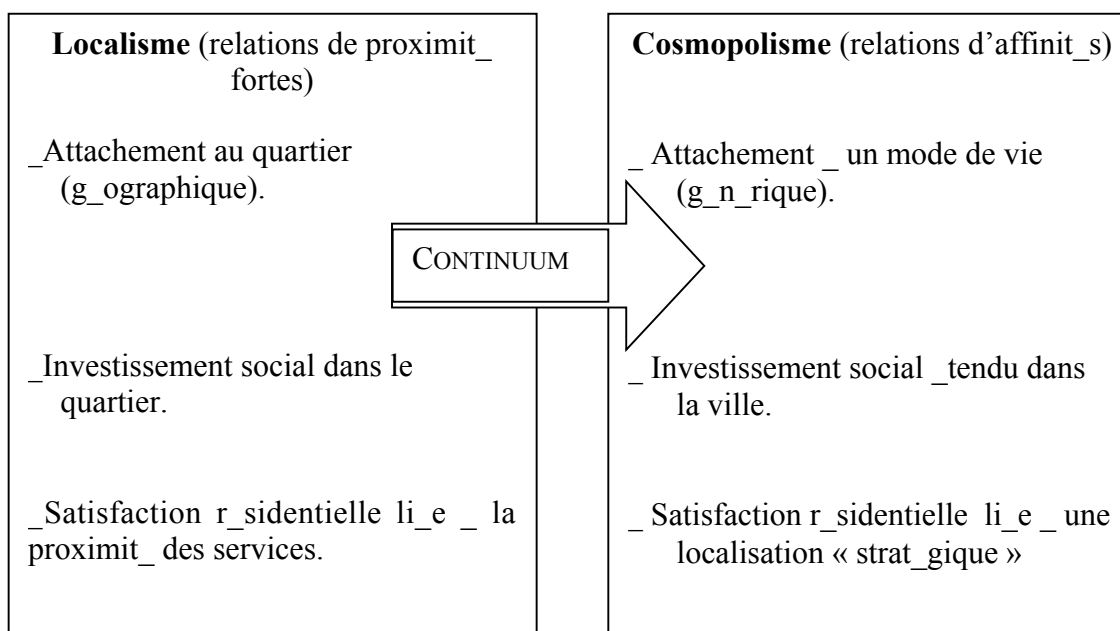 Localisme (relations de proximit_
fortes)
_Attachement au quartier
(g_ographique).
_Investissement social dans le
quartier.
_Satisfaction r_sidentielle li_e _ la
proximit_ des services.
CONTINUUM
Cosmopolisme (relations d’affinit_s)
_ Attachement _ un mode de vie
(g_n_rique).
_ Investissement social _tendu dans
la ville.
_ Satisfaction r_sidentielle li_e _ une
localisation « strat_gique »